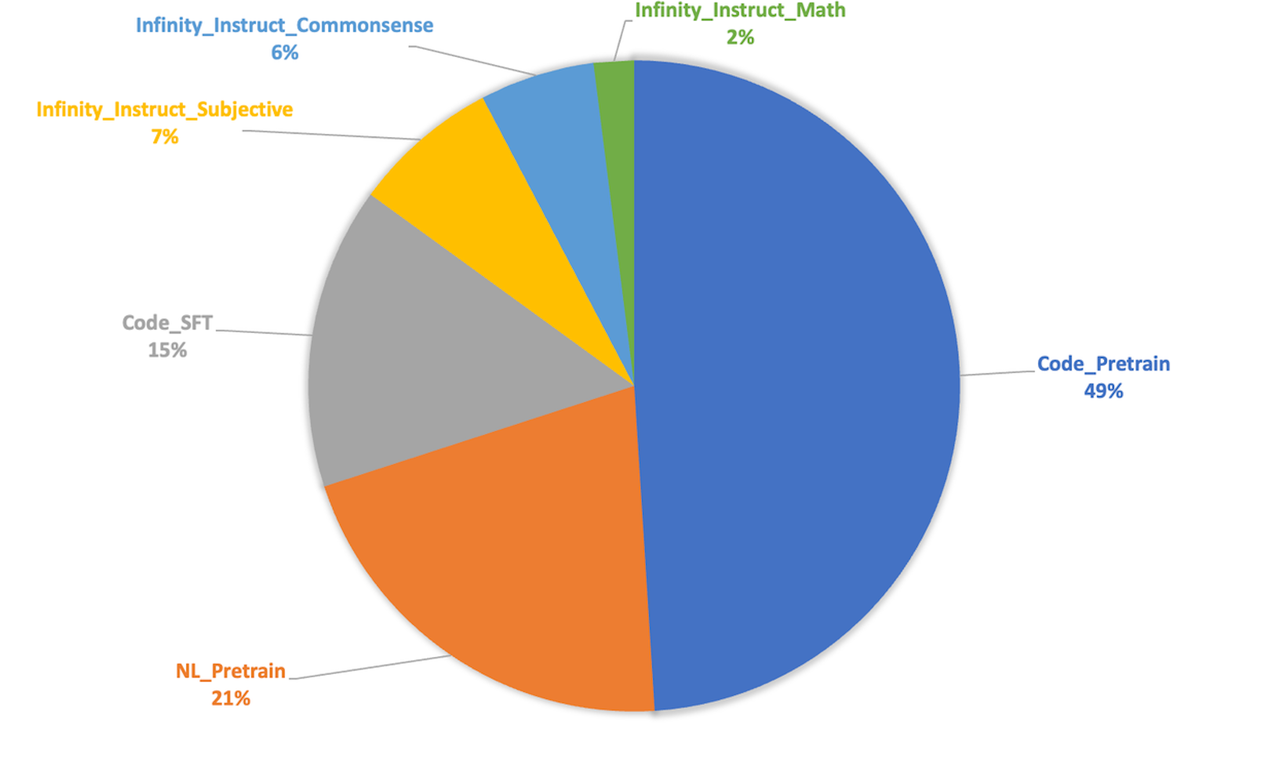 Infinity_Instruct_Math
2%
Infinity_Instruct_Commonsense
6%
Infinity_Instruct_Subjective
7%
Code_SFT
15%
Code_Pretrain
49%
NL_Pretrain
21%